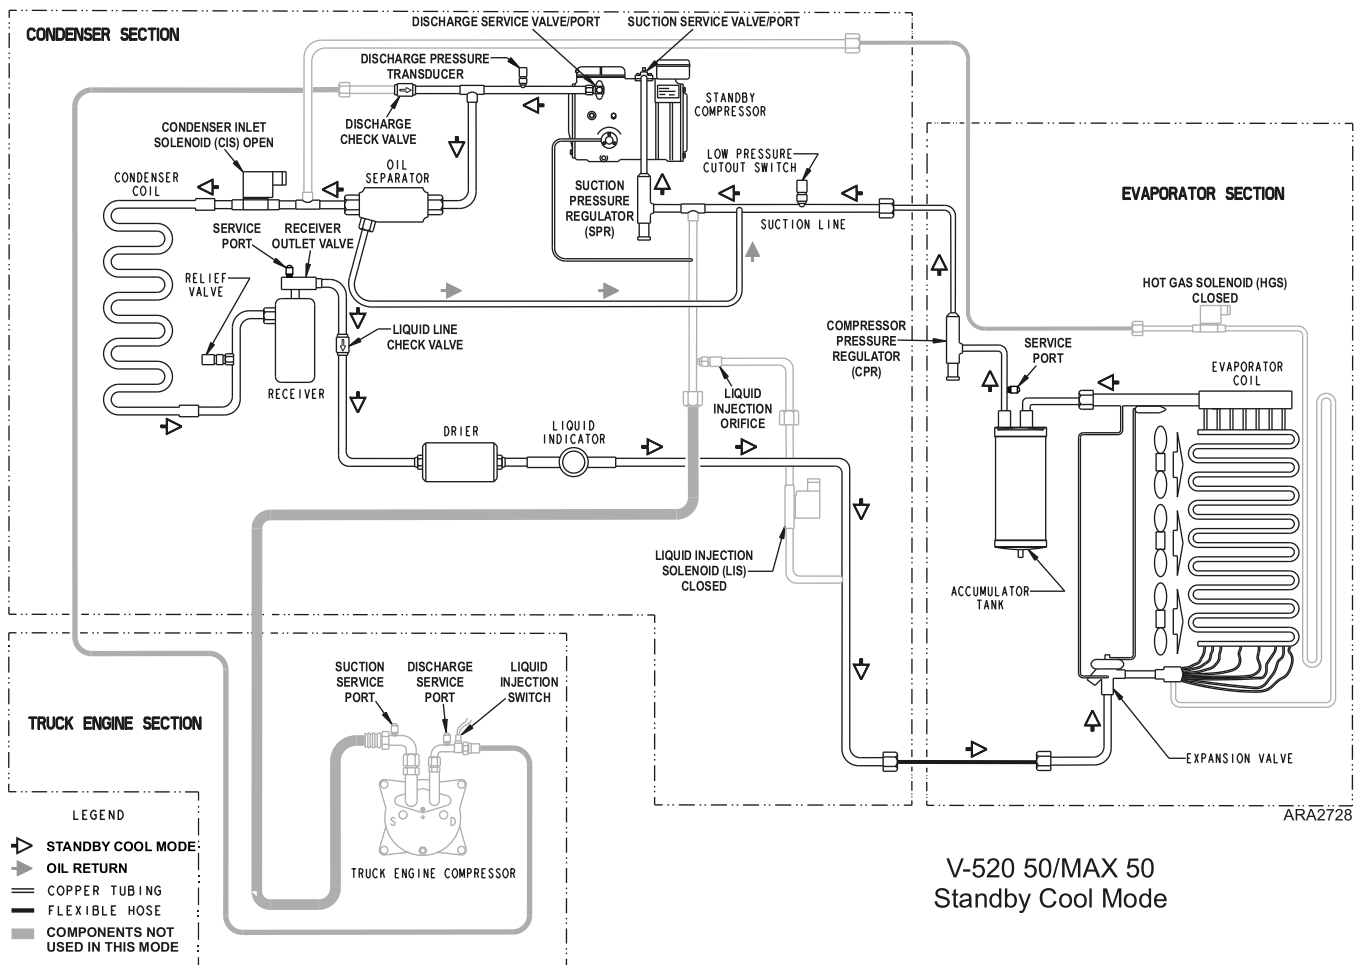 CONDENSER SECTION
DISCHARGE SERVICE VALVE/PORT
SUCTION SERVICE VALVE/PORT
DISCHARGE PRESSURE
TRANSDUCER
STANDBY
COMPRESSOR
DISCHARGE
CHECK VALVE
CONDENSER INLET
SOLENOID (CIS) OPEN
OIL
SEPARATOR
LOW PRESSURE
CUTOUT SWITCH
CONDENSER
COIL
SUCTION
PRESSURE
REGULATOR
(SPR)
SUCTION LINE
EVAPORATOR SECTION
SERVICE
PORT
RECEIVER
OUTLET VALVE
RELIEF
VALVE
HOT GAS SOLENOID (HGS)
CLOSED
LIQUID LINE
CHECK VALVE
COMPRESSOR
PRESSURE
REGULATOR
(CPR)
SERVICE
PORT
EVAPORATOR
COIL
RECEIVER
LIQUID
INJECTION
ORIFICE
DRIER
LIQUID
INDICATOR
LIQUID INJECTION
SOLENOID (LIS)
CLOSED
ACCUMULATOR
TANK
SUCTION
SERVICE
PORT
DISCHARGE
SERVICE
PORT
LIQUID
INJECTION
SWITCH
TRUCK ENGINE SECTION
EXPANSION VALVE
S
D
TRUCK ENGINE COMPRESSOR
LEGEND
STANDBY COOL MODE
OIL RETURN
COPPER TUBING
FLEXIBLE HOSE
COMPONENTS NOT
USED IN THIS MODE
ARA2728
V-520 50/MAX 50
Standby Cool Mode